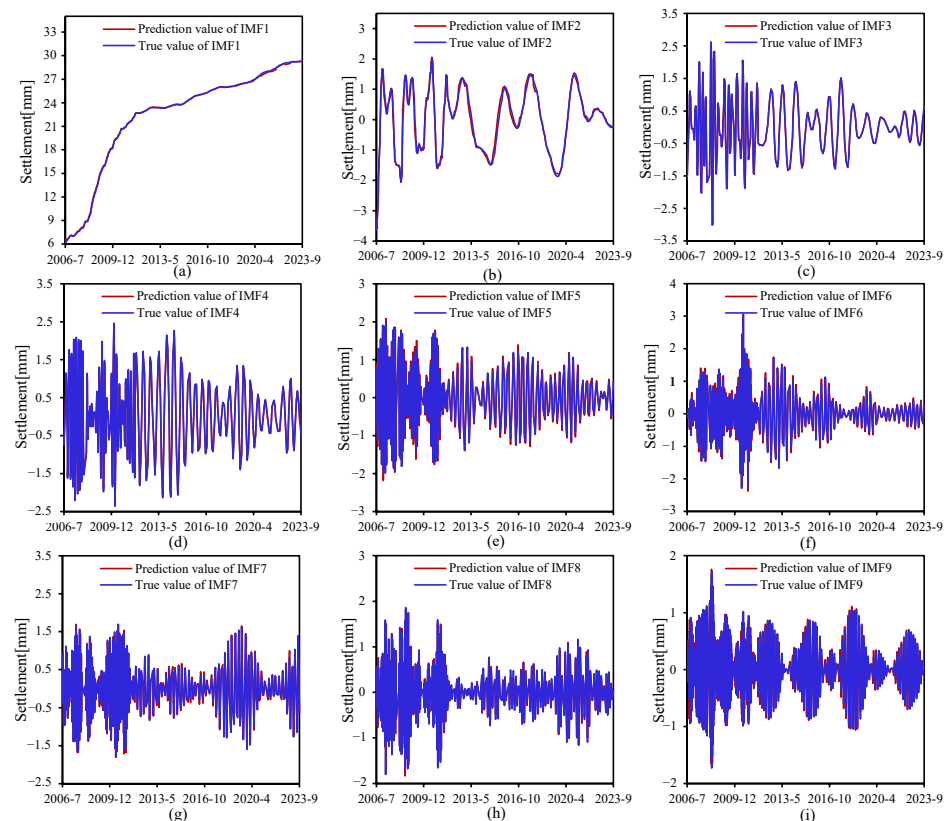 Prediction value of IMF1
True value of IMF1
Settlement[mm]
33
30
27
24
21
18
15
12
9
6
2006-7 2009-12 2013-5 2016-10 2020-4 2023-9
(a)
Prediction value of IMF2
True value of IMF2
Settlement[mm]
3
2
1
0
−1
−2
−3
−4
2006-7 2009-12 2013-5 2016-10 2020-4 2023-9
(b)
Prediction value of IMF3
True value of IMF3
Settlement[mm]
3.5
2.5
1.5
0.5
−0.5
−1.5
−2.5
−3.5
2006-7 2009-12 2013-5 2016-10 2020-4 2023-9
(c)
Prediction value of IMF4
True value of IMF4
Settlement[mm]
3.5
2.5
1.5
0.5
−0.5
−1.5
−2.5
2006-7 2009-12 2013-5 2016-10 2020-4 2023-9
(d)
Prediction value of IMF5
True value of IMF5
Settlement[mm]
3
2
1
0
−1
−2
−3
2006-7 2009-12 2013-5 2016-10 2020-4 2023-9
(e)
Prediction value of IMF6
True value of IMF6
Settlement[mm]
4
3
2
1
0
−1
−2
−3
2006-7 2009-12 2013-5 2016-10 2020-4 2023-9
(f)
Prediction value of IMF7
True value of IMF7
Settlement[mm]
3.5
2.5
1.5
0.5
−0.5
−1.5
−2.5
2006-7 2009-12 2013-5 2016-10 2020-4 2023-9
(g)
Prediction value of IMF8
True value of IMF8
Settlement[mm]
3
2
1
0
−1
−2
2006-7 2009-12 2013-5 2016-10 2020-4 2023-9
(h)
Prediction value of IMF9
True value of IMF9
Settlement[mm]
2
1
0
−1
−2
2006-7 2009-12 2013-5 2016-10 2020-4 2023-9
(i)